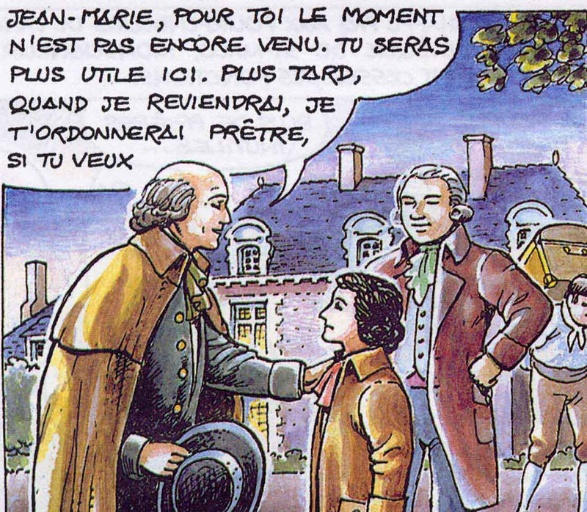 JEAN-MARIE, POUR TOI LE MOMENT
N'EST PAS ENCORE VENU. TU SERAS
PLUS UTILE ICI. PLUS TARD,
QUAND JE REVIENDRAI, JE
T'ORDONNERAI PRÊTRE,
SI TU VEUX